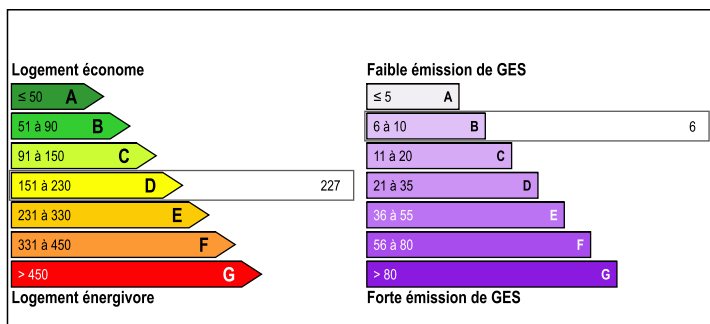 Logement économe
≤ 50 A
51 à 90 B
91 à 150 C
151 à 230 D 227
231 à 330 E
331 à 450 F
> 450 G
Logement énergivore
Faible émission de GES
≤ 5 A
6 à 10 B 6
11 à 20 C
21 à 35 D
36 à 55 E
56 à 80 F
> 80 G
Forte émission de GES